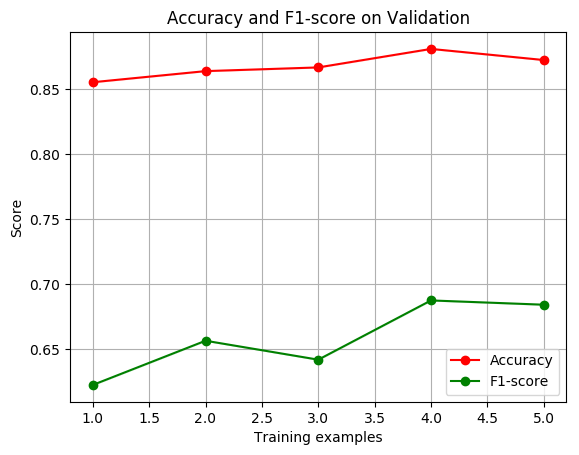 Accuracy and F1-score on Validation
Score
0.85
0.80
0.75
0.70
0.65
Accuracy
F1-score
1.0 1.5 2.0 2.5 3.0 3.5 4.0 4.5 5.0
Training examples